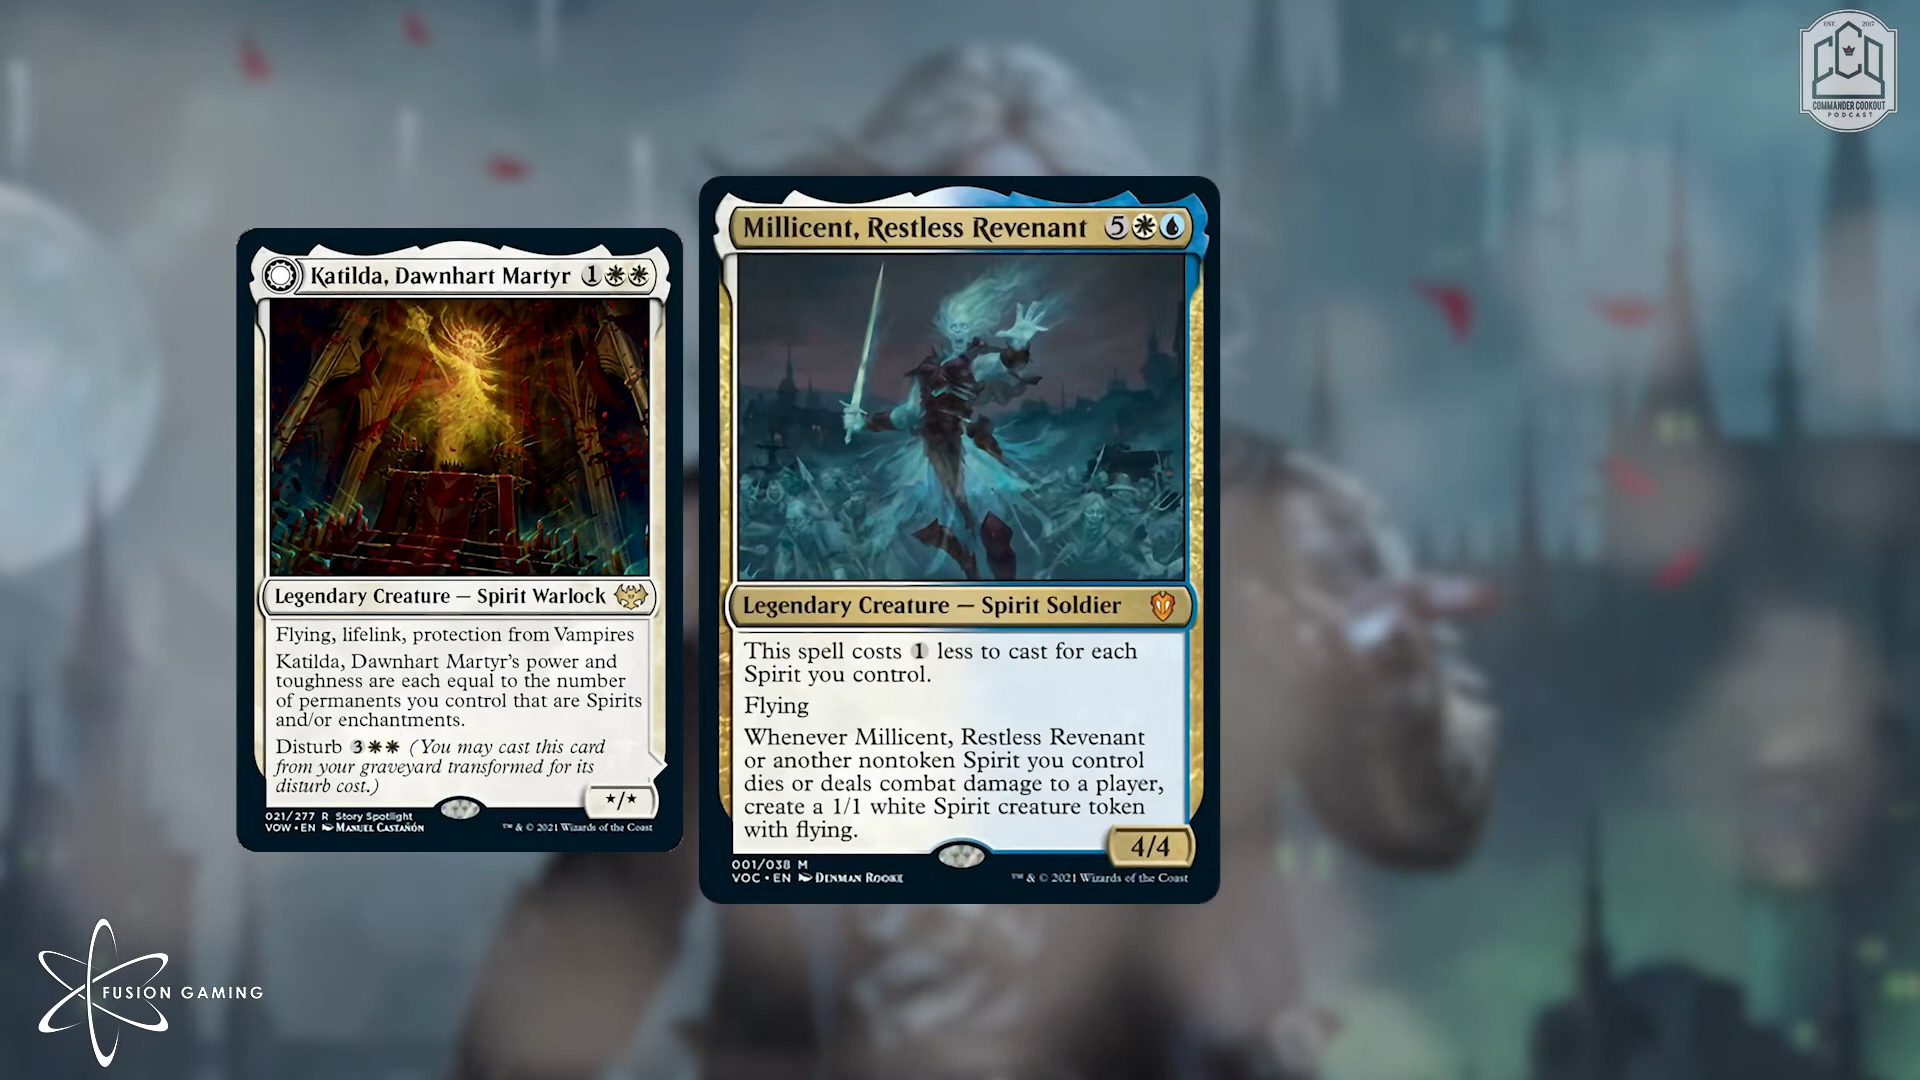 EST. 2017
CCO
COMMANDER COOKOUT
PODCAST
Katilda, Dawnhart Martyr 1
Legendary Creature — Spirit Warlock
Flying, lifelink, protection from Vampires
Katilda, Dawnhart Martyr's power and
toughness are each equal to the number
of permanents you control that are Spirits
and/or enchantments.
Disturb 3 (You may cast this card
from your graveyard transformed for its
disturb cost.)
*/*
021/277 R Story Spotlight
VOW • EN Manuel Castañón
™ & © 2021 Wizards of the Coast
Millicent, Restless Revenant 5
Legendary Creature — Spirit Soldier
This spell costs 1 less to cast for each
Spirit you control.
Flying
Whenever Millicent, Restless Revenant
or another nontoken Spirit you control
dies or deals combat damage to a player,
create a 1/1 white Spirit creature token
with flying.
4/4
001/038 M
VOC • EN Denman Rooke
™ & © 2021 Wizards of the Coast
FUSION GAMING